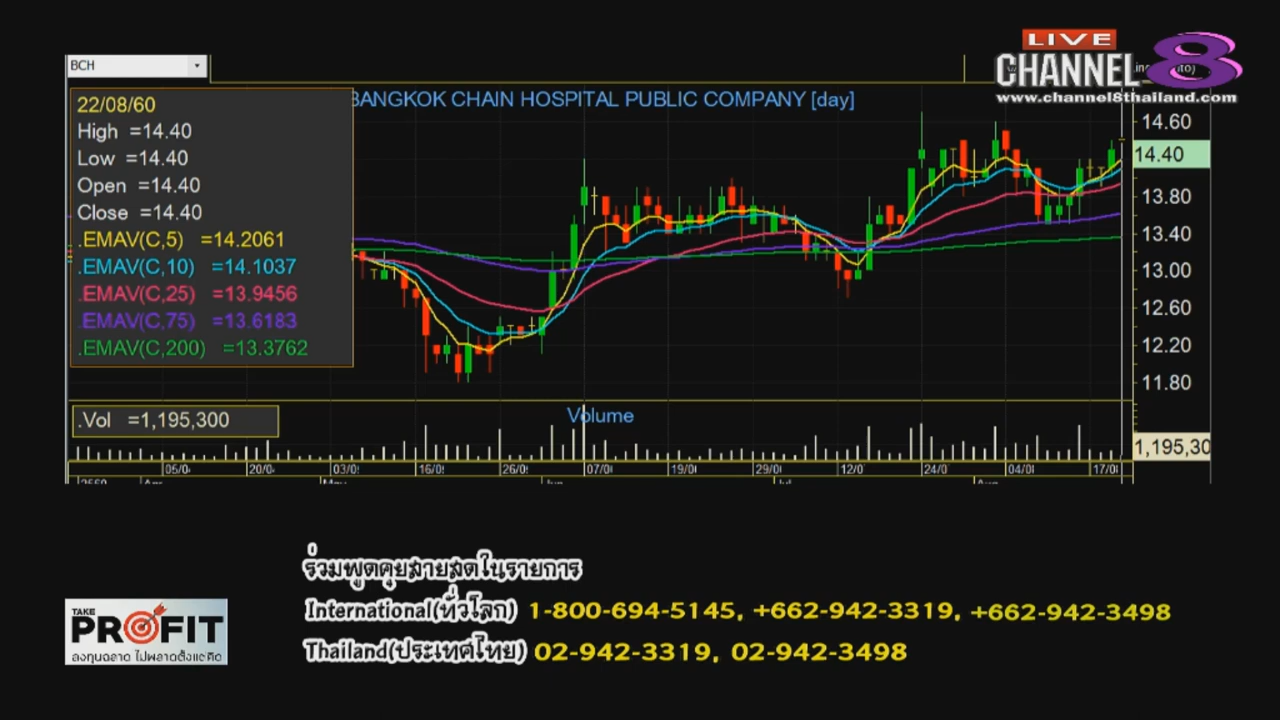 BCH
LIVE
CHANNEL 8
www.channel8thailand.com
BANGKOK CHAIN HOSPITAL PUBLIC COMPANY [day]
22/08/60
High =14.40
Low =14.40
Open =14.40
Close =14.40
.EMAV(C,5) =14.2061
.EMAV(C,10) =14.1037
.EMAV(C,25) =13.9456
.EMAV(C,75) =13.6183
.EMAV(C,200) =13.3762
14.60
14.40
13.80
13.40
13.00
12.60
12.20
11.80
.Vol =1,195,300
Volume
1,195,30
05/0 20/0 03/0 16/0 26/0 07/0 19/0 29/0 12/0 24/0 04/0 17/0
ร่วมพูดคุยสายสดในรายการ
International(ทั่วโลก) 1-800-694-5145, +662-942-3319, +662-942-3498
Thailand(ประเทศไทย) 02-942-3319, 02-942-3498
TAKE
PROFIT
ลงทุนฉลาด ไม่พลาดตั้งแต่คิด